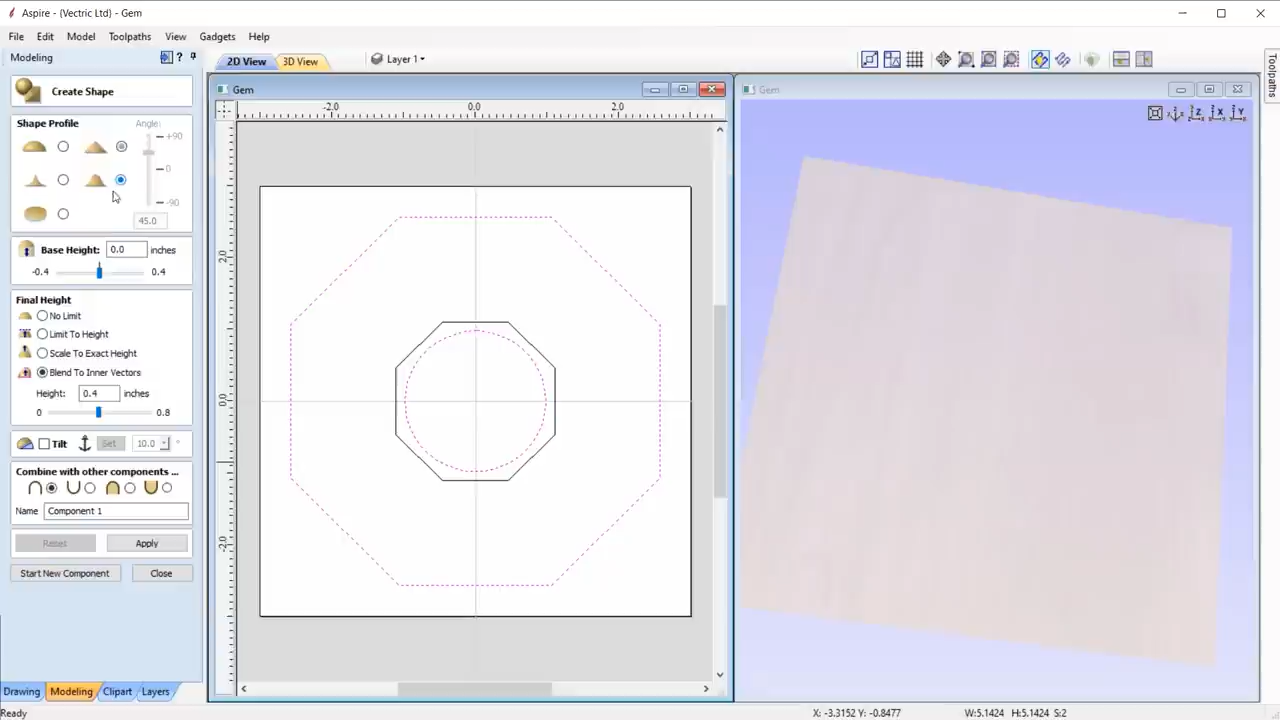 Aspire - {Vectric Ltd} - Gem
File Edit Model Toolpaths View Gadgets Help
Modeling ?
2D View 3D View Layer 1
Toolpaths
Create Shape
Gem
Gem
-2.0 0.0 2.0
Z X Y
Shape Profile Angle:
+90
0
-90
45.0
Base Height: 0.0 inches
-0.4 0.4
2.0
0.0
-2.0
Final Height
No Limit
Limit To Height
Scale To Exact Height
Blend To Inner Vectors
Height: 0.4 inches
0 0.8
Tilt Set 10.0 °
Combine with other components ...
Name Component 1
Reset Apply
Start New Component Close
Drawing Modeling Clipart Layers
Ready X: -3.3152 Y: -0.8477 W:5.1424 H:5.1424 S:2